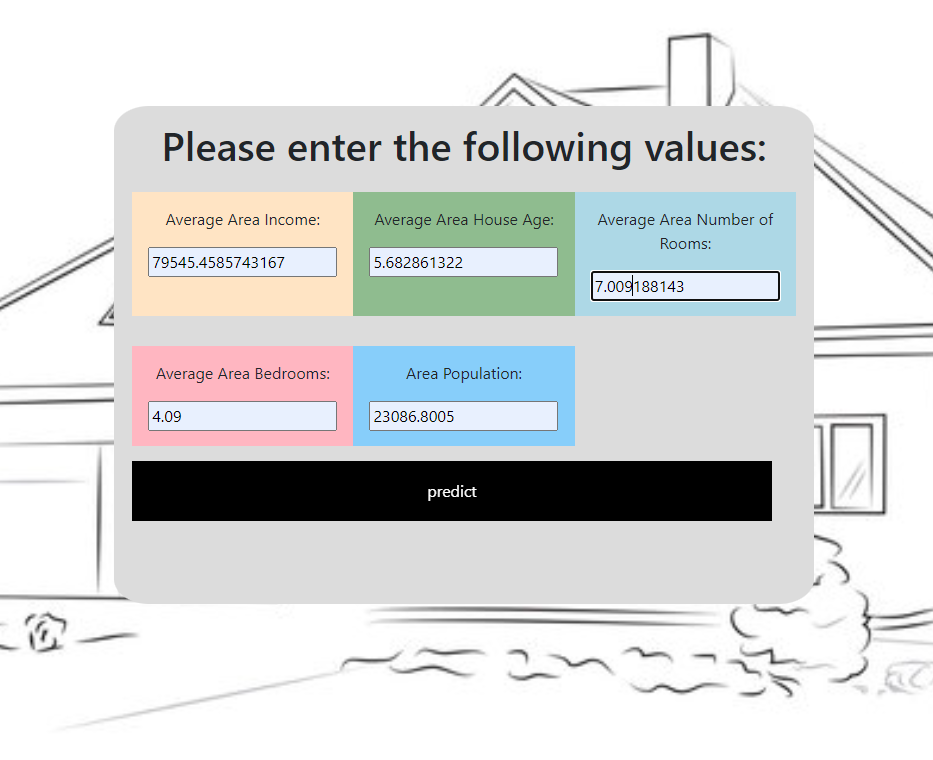 Please enter the following values:
Average Area Income:
79545.4585743167
Average Area House Age:
5.682861322
Average Area Number of
Rooms:
7.009188143
Average Area Bedrooms:
4.09
Area Population:
23086.8005
predict